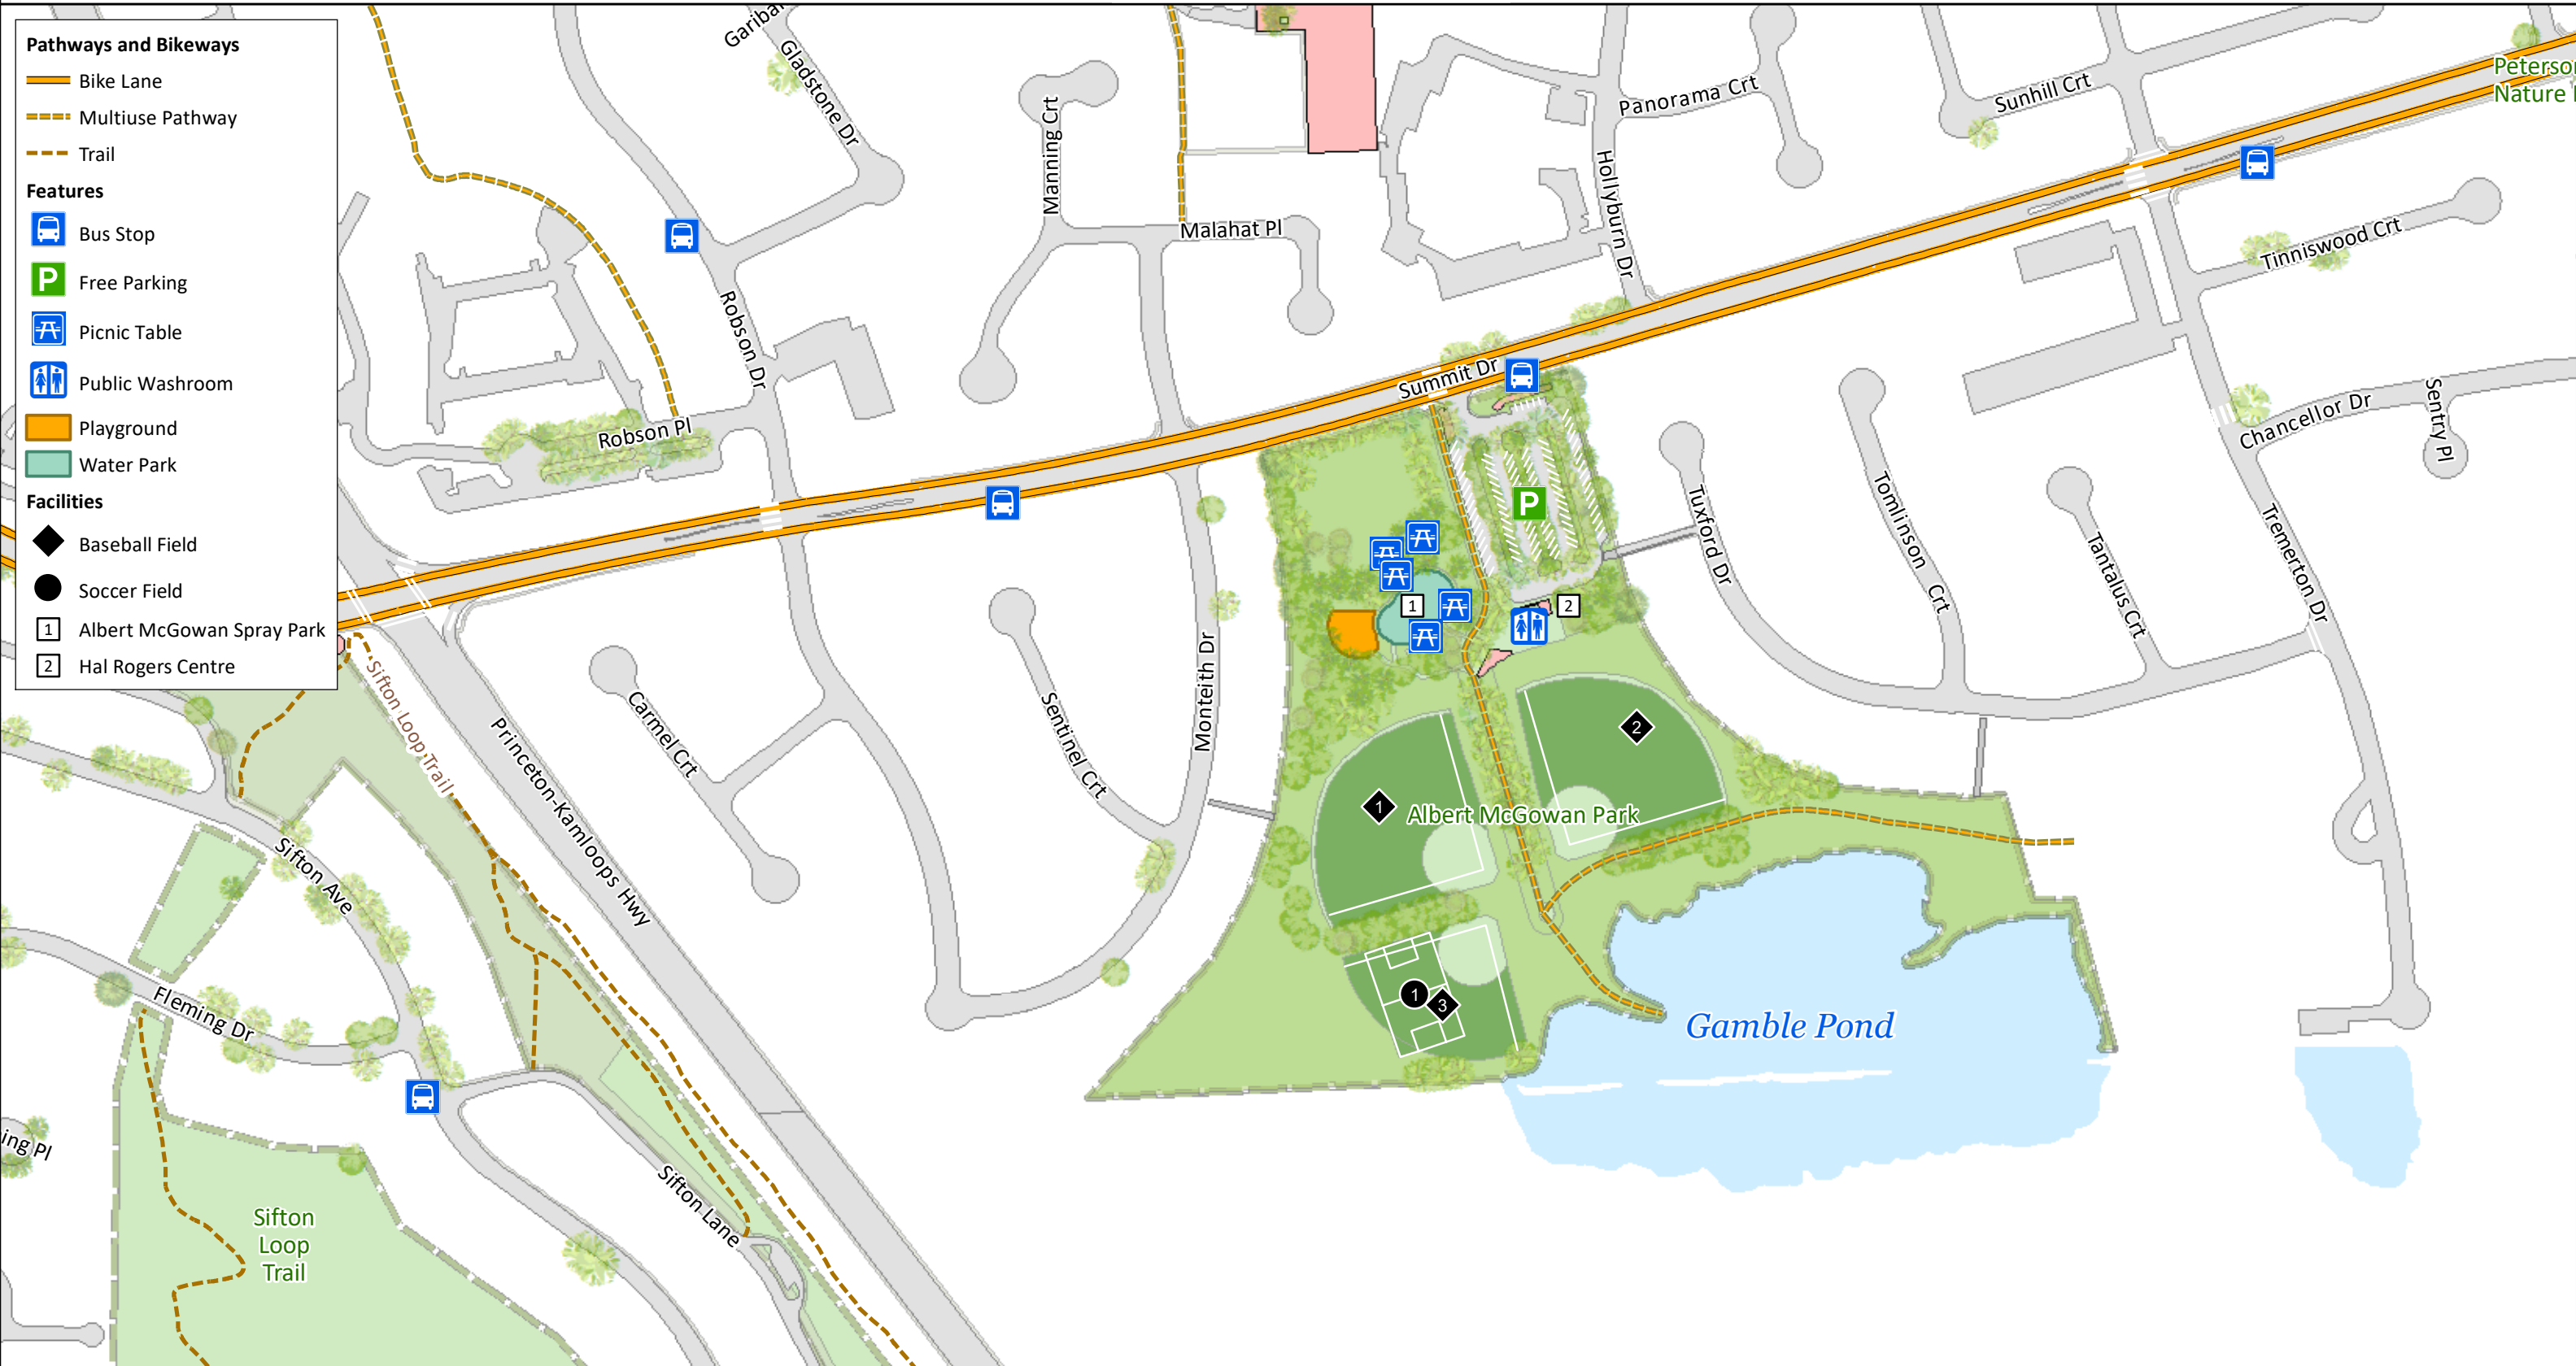 Pathways and Bikeways
Bike Lane
Multiuse Pathway
Trail
Features
Bus Stop
P
Free Parking
Picnic Table
Public Washroom
Playground
Water Park
Facilities
Baseball Field
Soccer Field
1 Albert McGowan Spray Park
2 Hal Rogers Centre
Garibal
Gladstone Dr
Manning Crt
Malahat Pl
Hollyburn Dr
Panorama Crt
Sunhill Crt
Peterson
Nature
Tinniswood Crt
Robson Dr
Robson Pl
Summit Dr
Chancellor Dr
Sentry Pl
P
Tuxford Dr
Tomlinson Crt
Tantalus Crt
Tremerton Dr
1
2
Sifton Loop Trail
Princeton-Kamloops Hwy
Carmel Crt
Sentinel Crt
Monteith Dr
2
1
Albert McGowan Park
Sifton Ave
Fleming Dr
1
3
Gamble Pond
ing Pl
Sifton Lane
Sifton
Loop
Trail